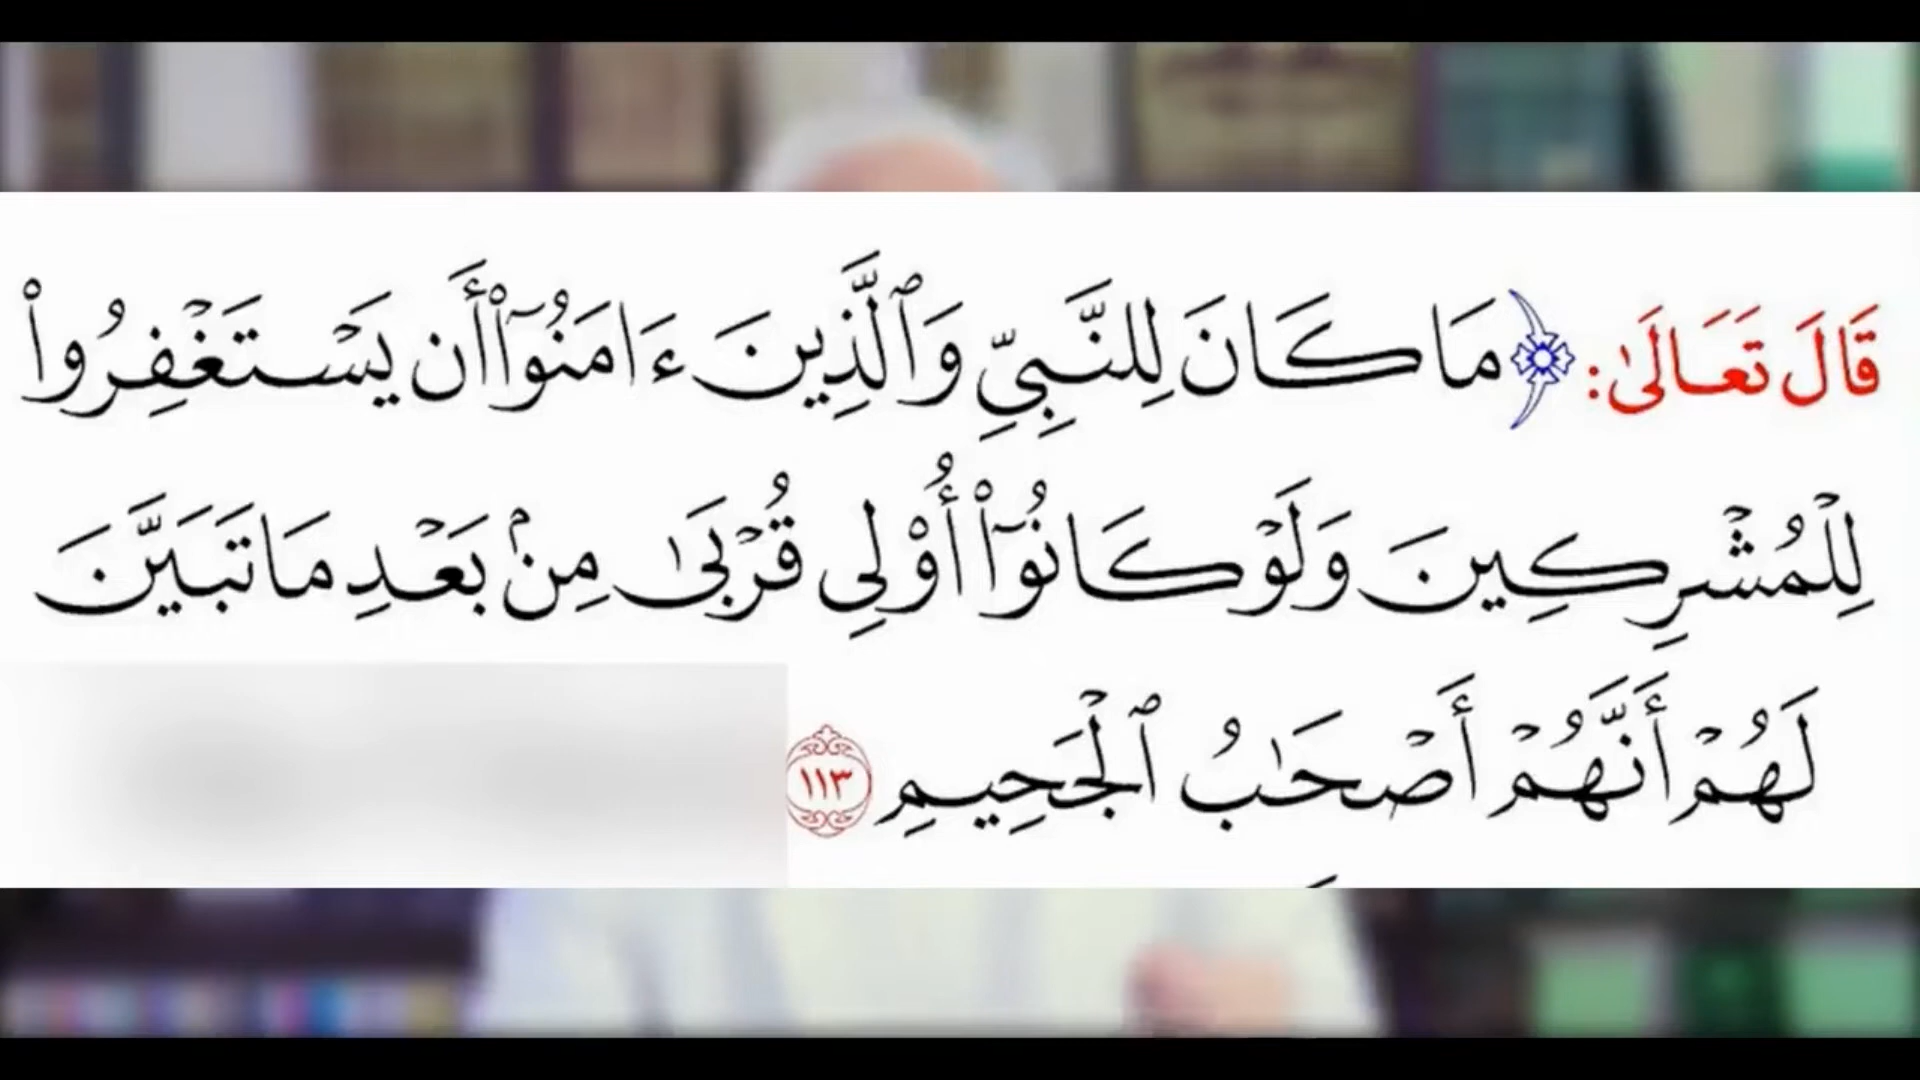 قَالَ تَعَالَىٰ: ﴿مَا كَانَ لِلنَّبِيِّ وَٱلَّذِينَ ءَامَنُوٓا۟ أَن يَسْتَغْفِرُوا۟
لِلْمُشْرِكِينَ وَلَوْ كَانُوٓا۟ أُو۟لِى قُرْبَىٰ مِنۢ بَعْدِ مَا تَبَيَّنَ
لَهُمْ أَنَّهُمْ أَصْحَـٰبُ ٱلْجَحِيمِ ١١٣